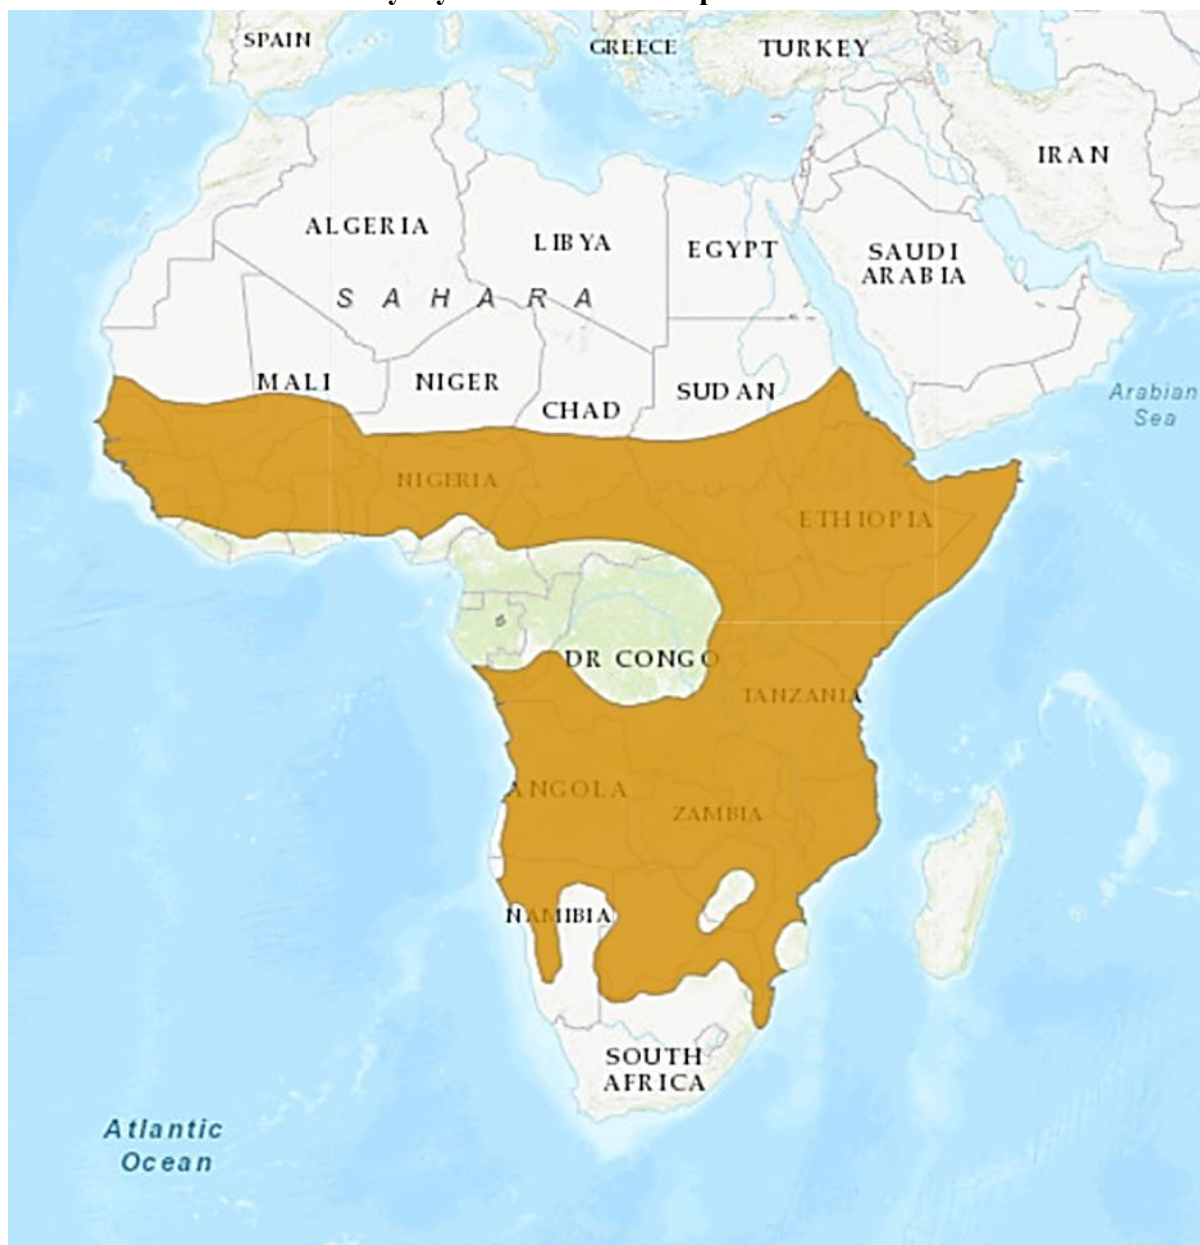 SPAIN
GREECE
TURKEY
IRAN
ALGERIA
LIBYA
EGYPT
SAUDI
ARABIA
SAHARA
MALI
NIGER
CHAD
SUDAN
Arabian
Sea
NIGERIA
ETHIOPIA
DR CONGO
TANZANIA
ANGOLA
ZAMBIA
NAMIBIA
SOUTH
AFRICA
Atlantic
Ocean